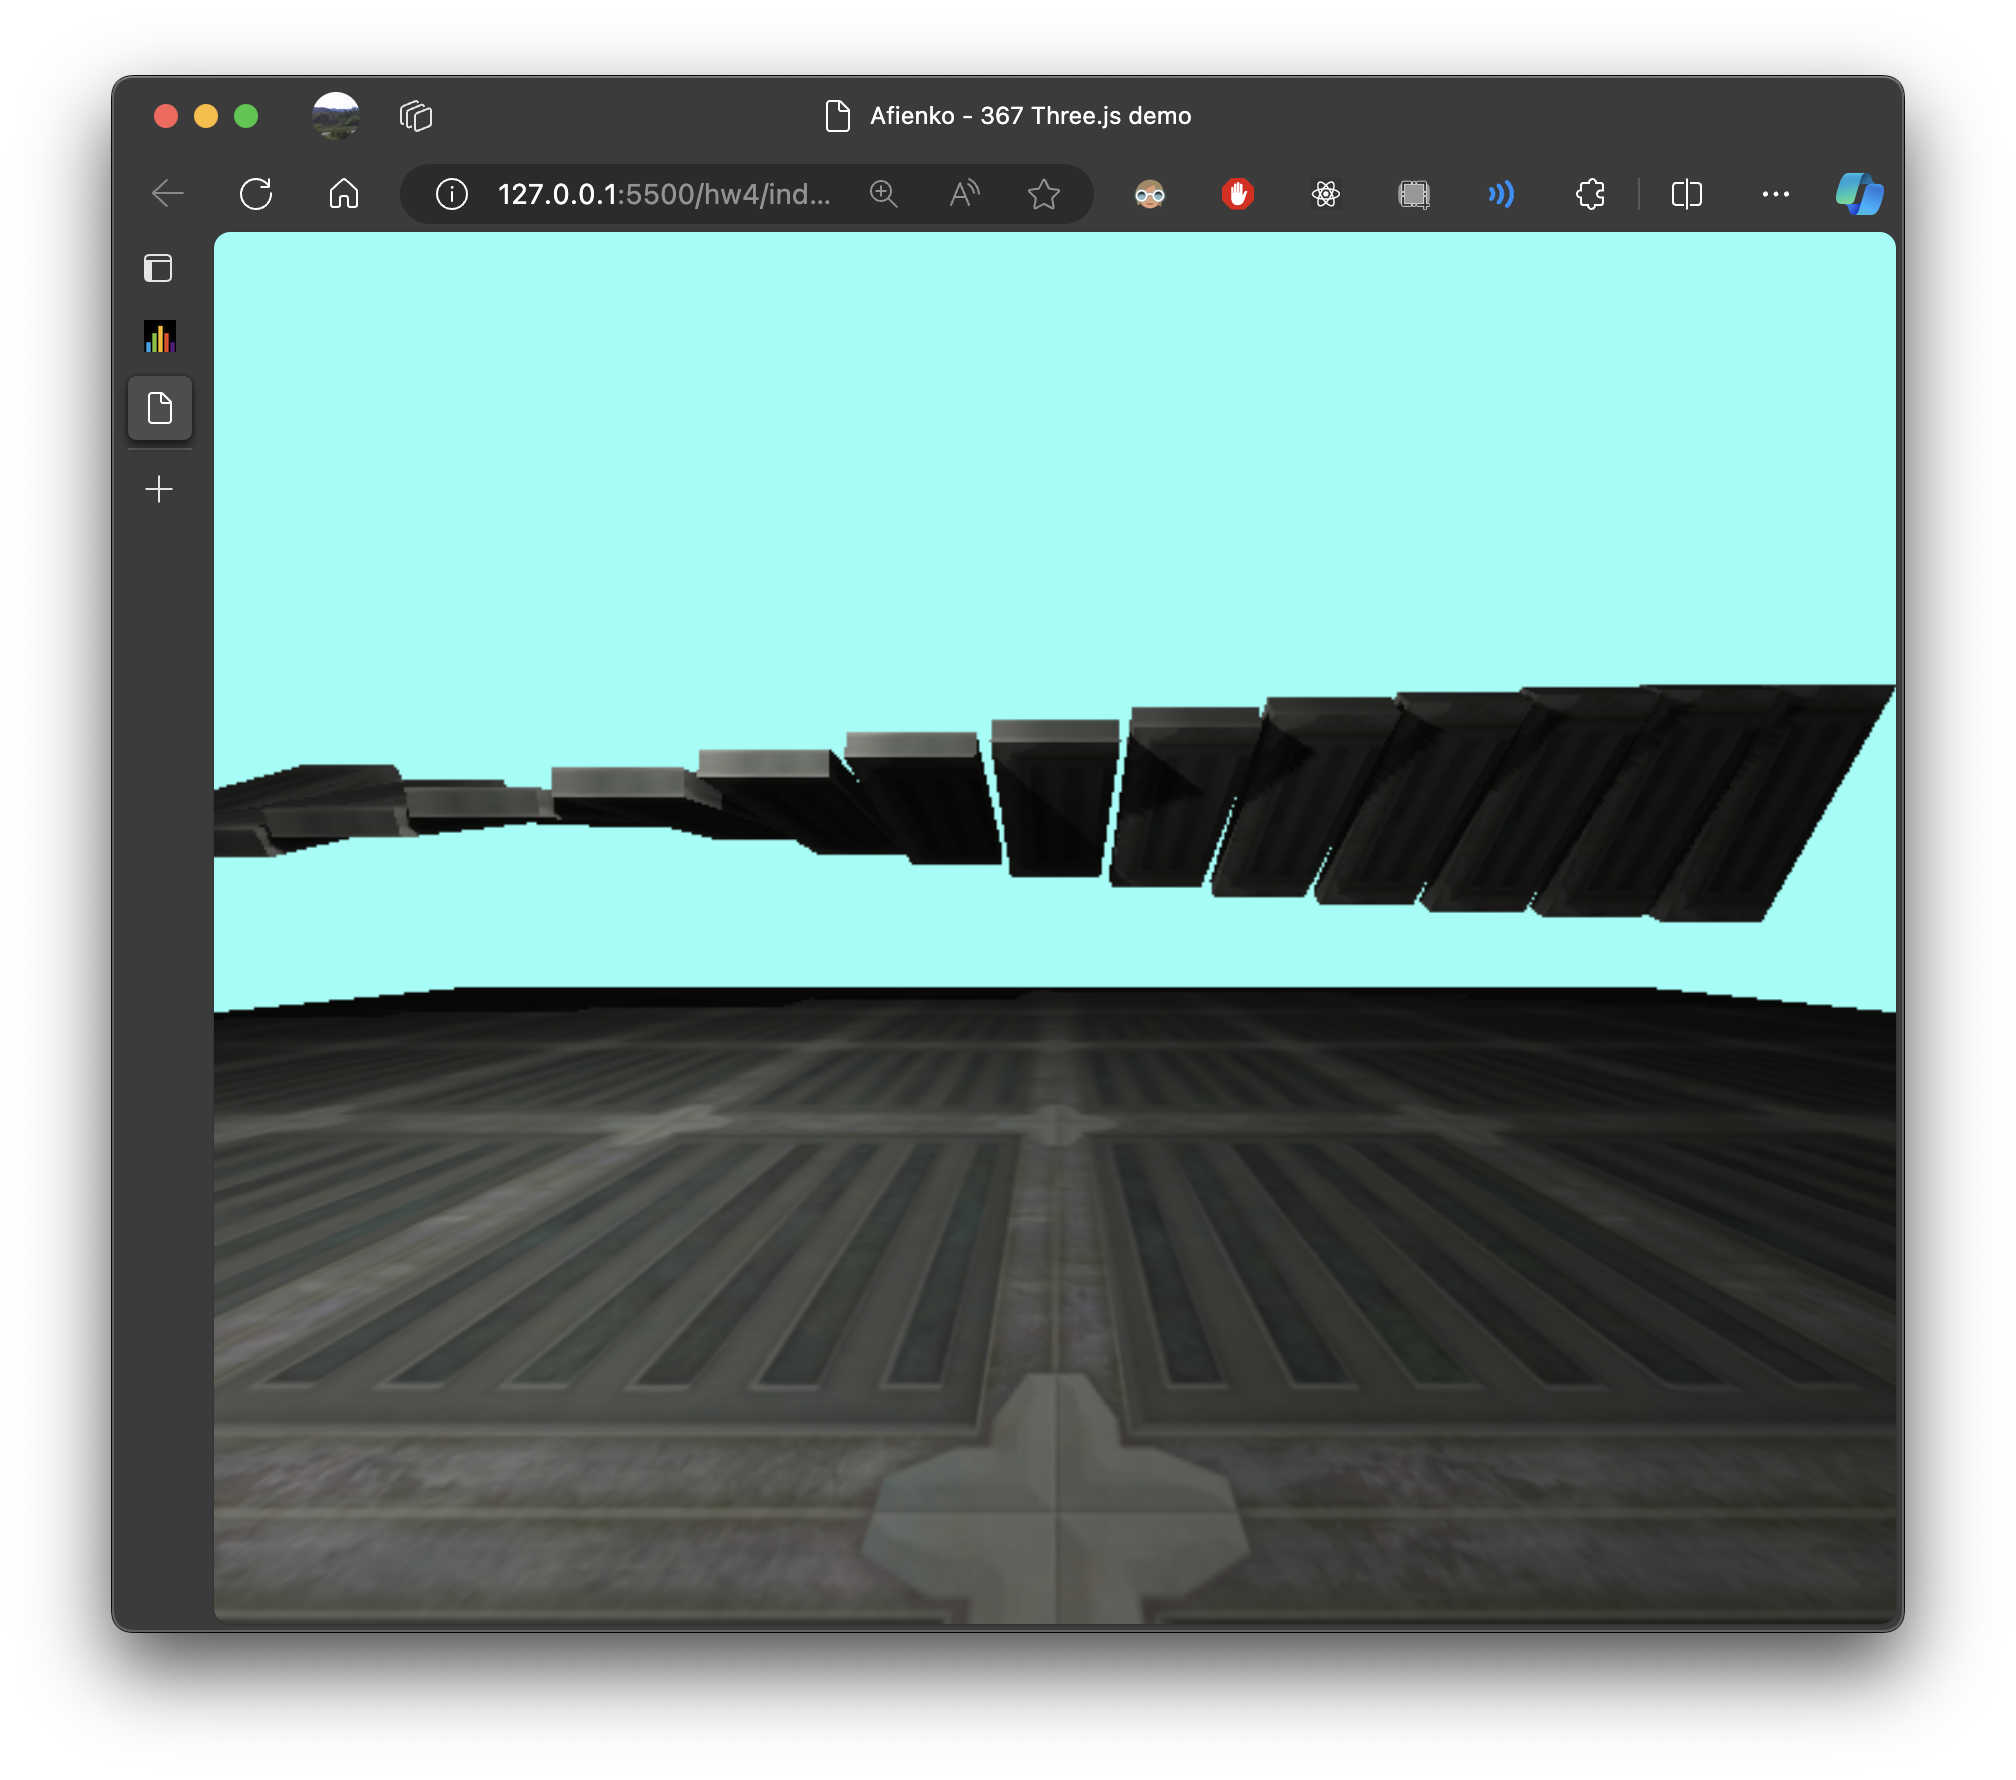 Afienko - 367 Three.js demo
127.0.0.1:5500/hw4/ind...